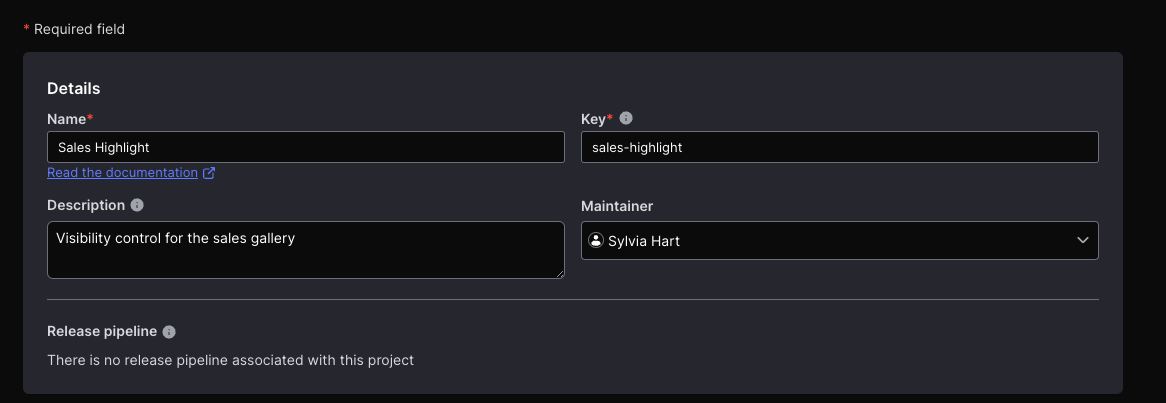 * Required field
Details
Name* Key*
Sales Highlight sales-highlight
Read the documentation
Description Maintainer
Visibility control for the sales gallery Sylvia Hart
Release pipeline
There is no release pipeline associated with this project